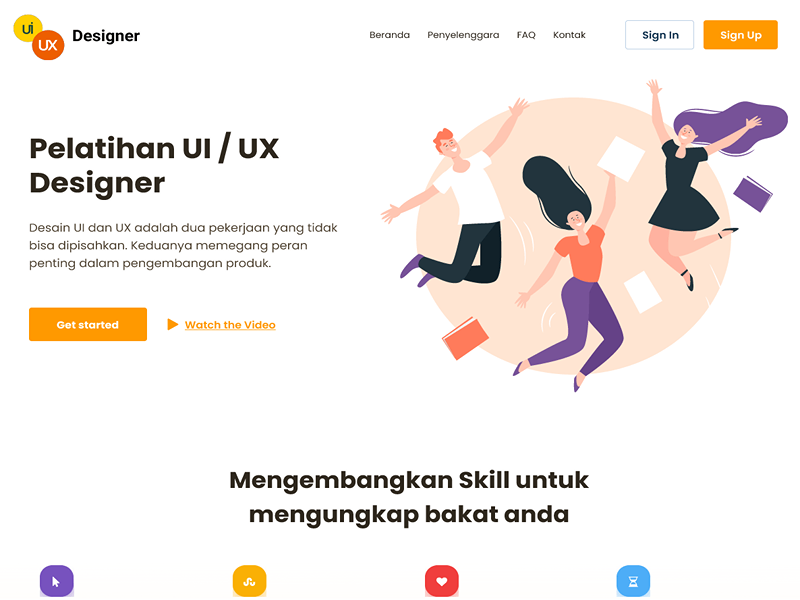 ui
UX
Designer
Beranda
Penyelenggara
FAQ
Kontak
Sign In
Sign Up
Pelatihan UI / UX
Designer
Desain UI dan UX adalah dua pekerjaan yang tidak
bisa dipisahkan. Keduanya memegang peran
penting dalam pengembangan produk.
Get started
Watch the Video
Mengembangkan Skill untuk
mengungkap bakat anda